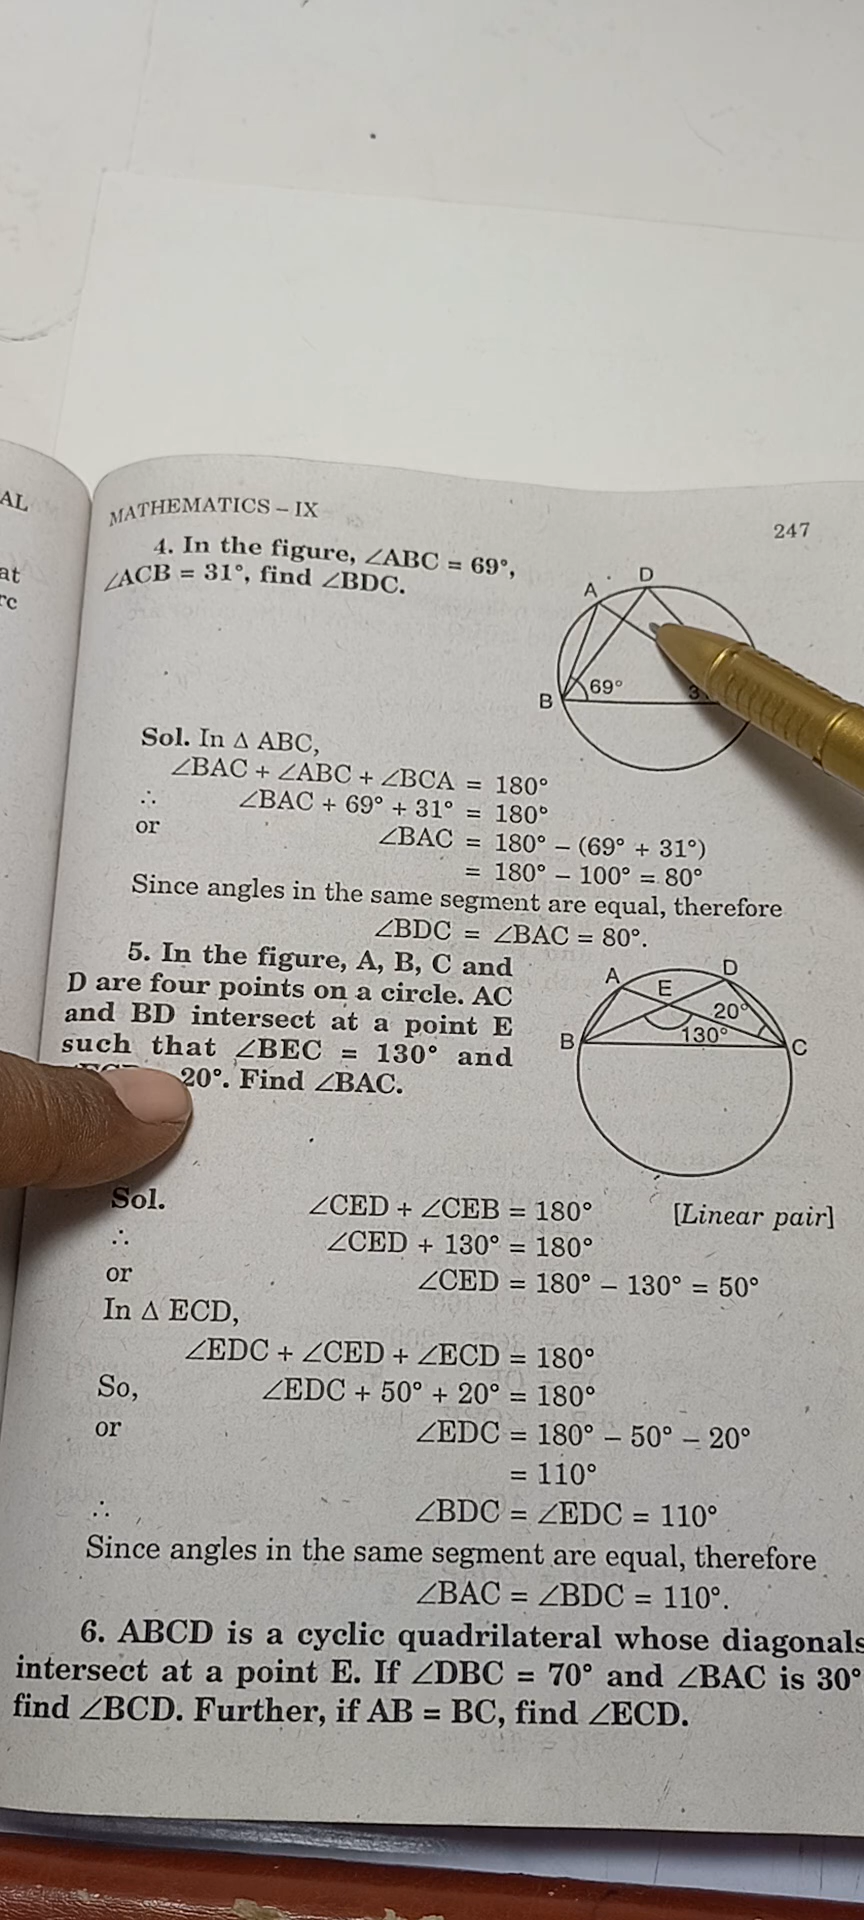 AL
at
rc
MATHEMATICS – IX
247
4. In the figure, ∠ABC = 69°,
∠ACB = 31°, find ∠BDC.
A
D
B
69°
Sol. In Δ ABC,
∠BAC + ∠ABC + ∠BCA = 180°
∴ ∠BAC + 69° + 31° = 180°
or ∠BAC = 180° – (69° + 31°)
= 180° – 100° = 80°
Since angles in the same segment are equal, therefore
∠BDC = ∠BAC = 80°.
5. In the figure, A, B, C and
D are four points on a circle. AC
and BD intersect at a point E
such that ∠BEC = 130° and
20°. Find ∠BAC.
A
D
E
20°
130°
B
C
Sol. ∠CED + ∠CEB = 180° [Linear pair]
∴ ∠CED + 130° = 180°
or ∠CED = 180° – 130° = 50°
In Δ ECD,
∠EDC + ∠CED + ∠ECD = 180°
So, ∠EDC + 50° + 20° = 180°
or ∠EDC = 180° – 50° – 20°
= 110°
∴ ∠BDC = ∠EDC = 110°
Since angles in the same segment are equal, therefore
∠BAC = ∠BDC = 110°.
6. ABCD is a cyclic quadrilateral whose diagonals
intersect at a point E. If ∠DBC = 70° and ∠BAC is 30°
find ∠BCD. Further, if AB = BC, find ∠ECD.